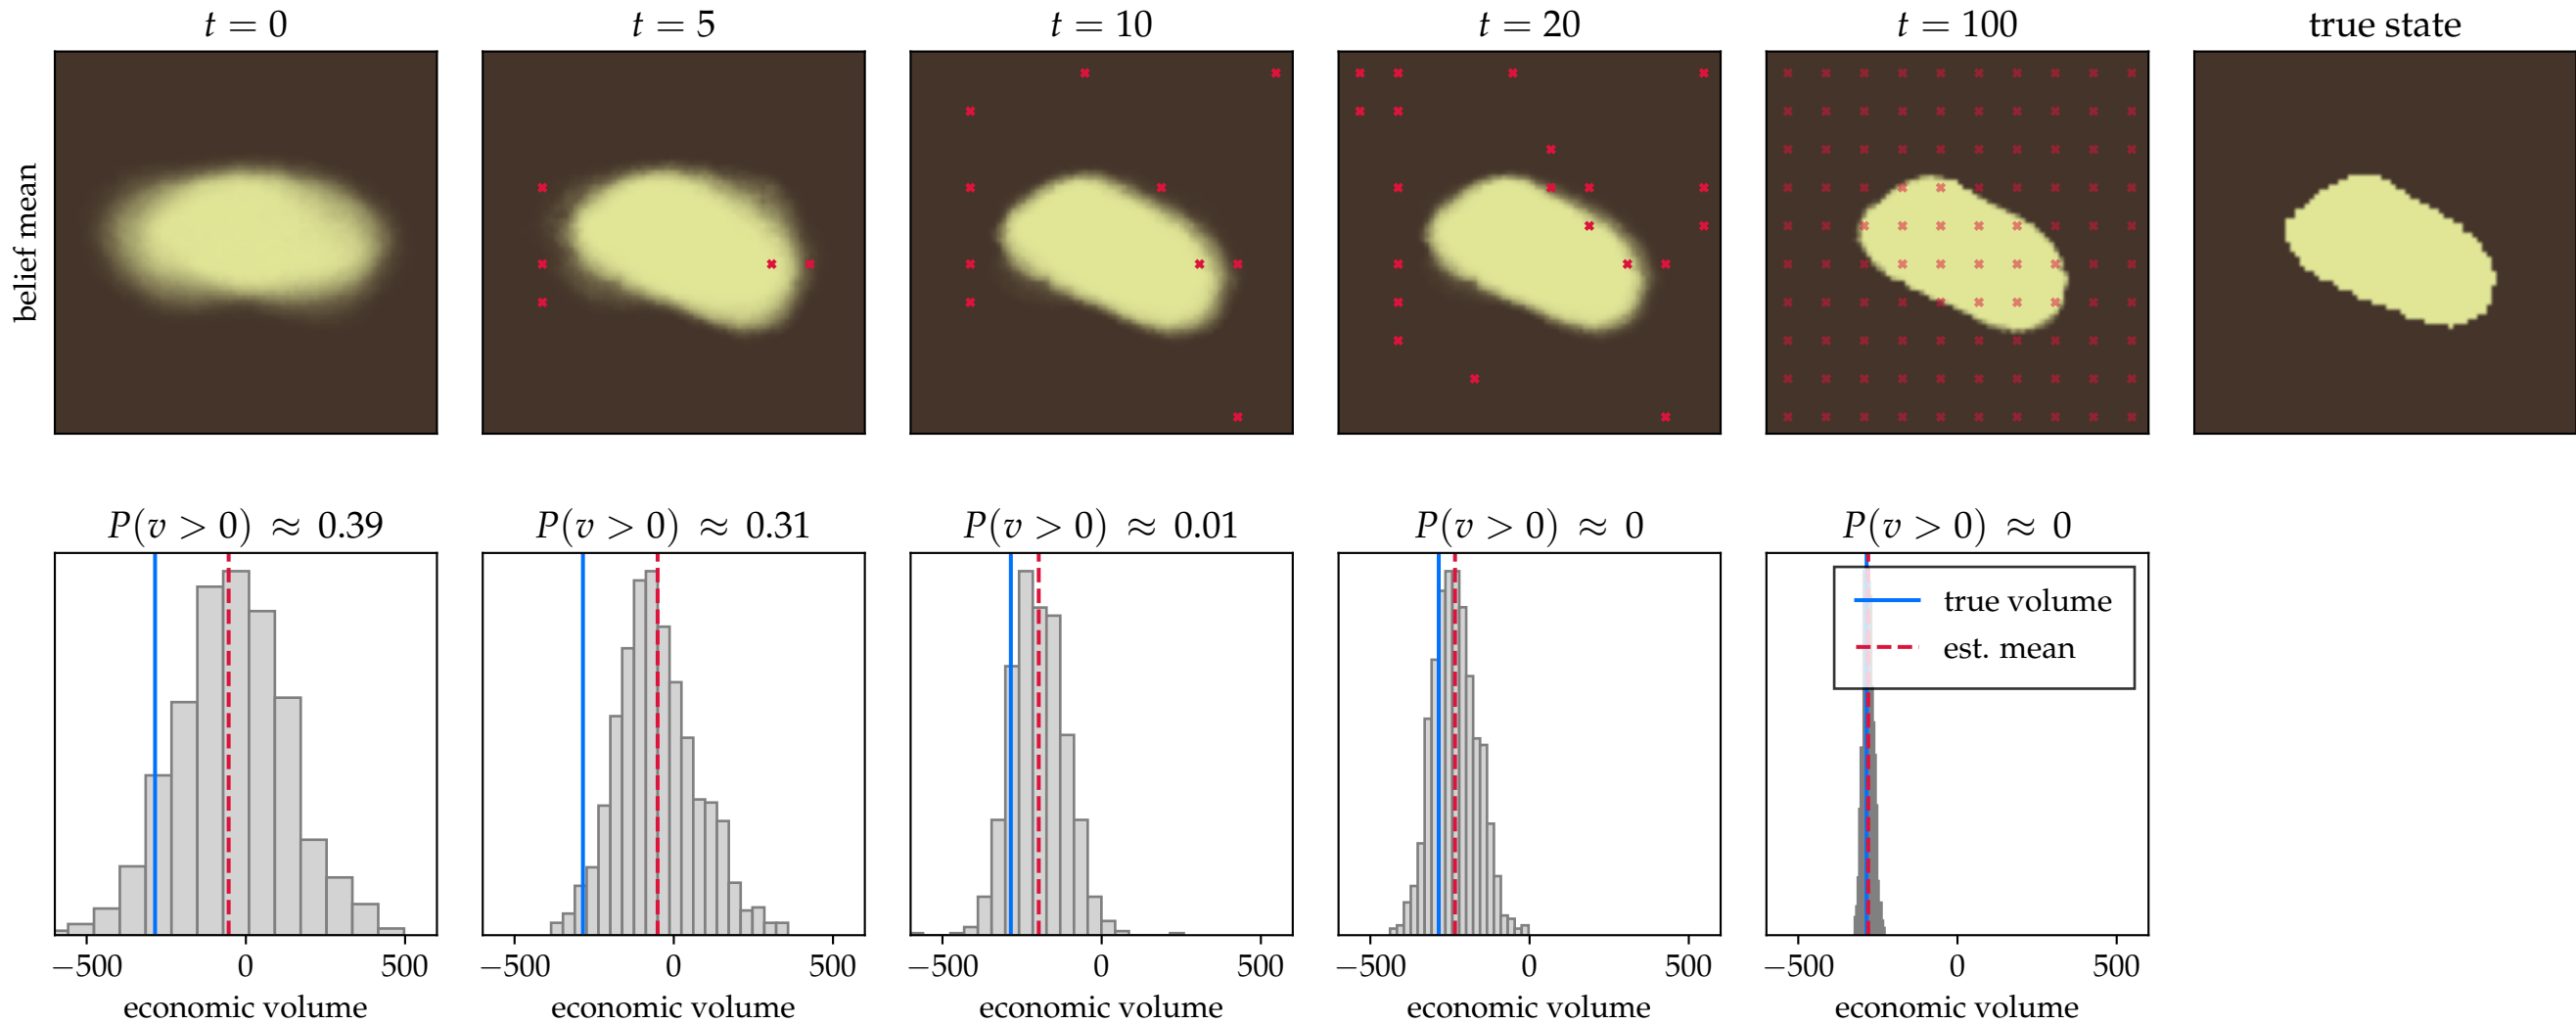 t = 0
t = 5
t = 10
t = 20
t = 100
true state
belief mean
P(v > 0) ≈ 0.39
P(v > 0) ≈ 0.31
P(v > 0) ≈ 0.01
P(v > 0) ≈ 0
P(v > 0) ≈ 0
true volume
est. mean
−500 0 500
−500 0 500
−500 0 500
−500 0 500
−500 0 500
economic volume
economic volume
economic volume
economic volume
economic volume